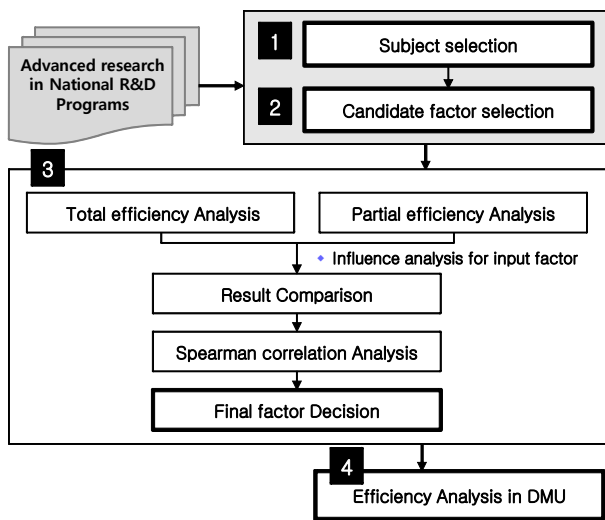 Advanced research
in National R&D
Programs
1
Subject selection
2
Candidate factor selection
3
Total efficiency Analysis
Partial efficiency Analysis
Influence analysis for input factor
Result Comparison
Spearman correlation Analysis
Final factor Decision
4
Efficiency Analysis in DMU